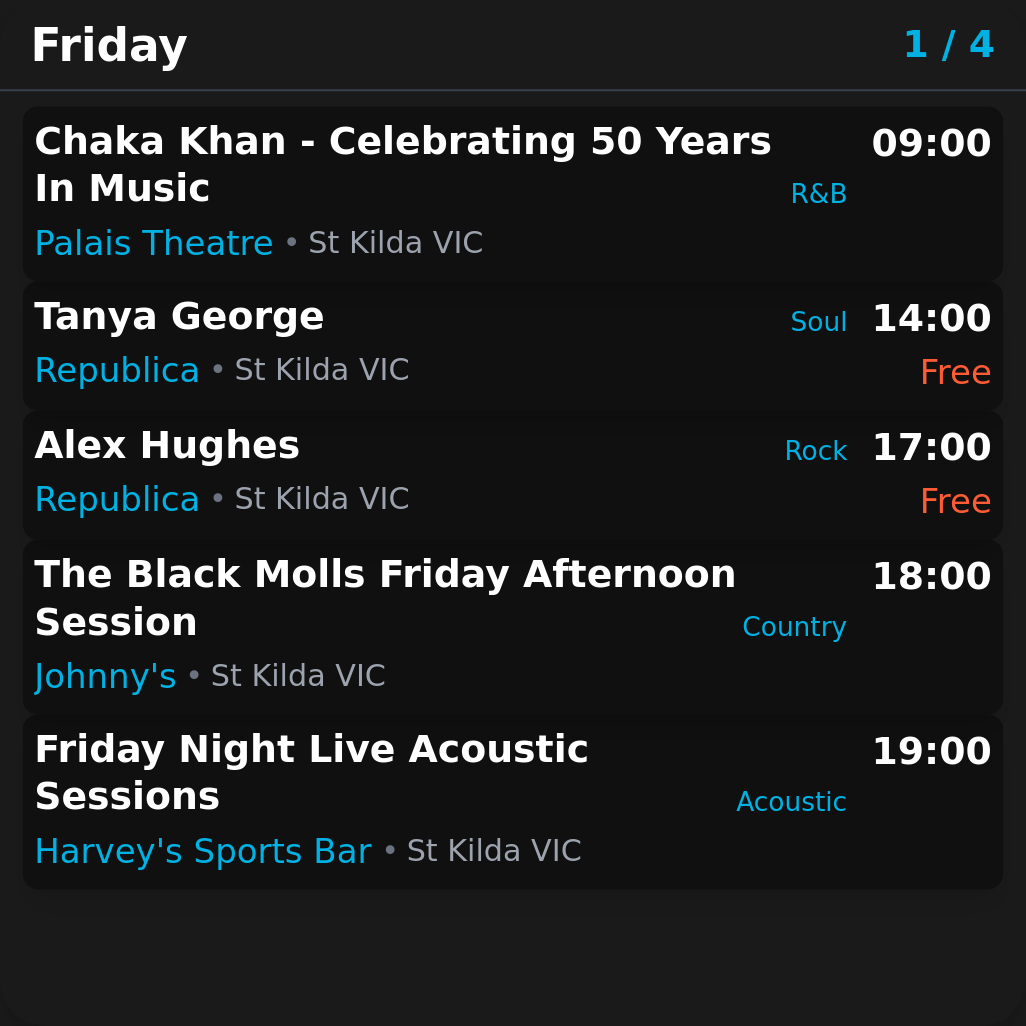 Friday
1 / 4
Chaka Khan - Celebrating 50 Years
In Music
R&B
09:00
Palais Theatre • St Kilda VIC
Tanya George
Soul
14:00
Republica • St Kilda VIC
Free
Alex Hughes
Rock
17:00
Republica • St Kilda VIC
Free
The Black Molls Friday Afternoon
Session
Country
18:00
Johnny's • St Kilda VIC
Friday Night Live Acoustic
Sessions
Acoustic
19:00
Harvey's Sports Bar • St Kilda VIC